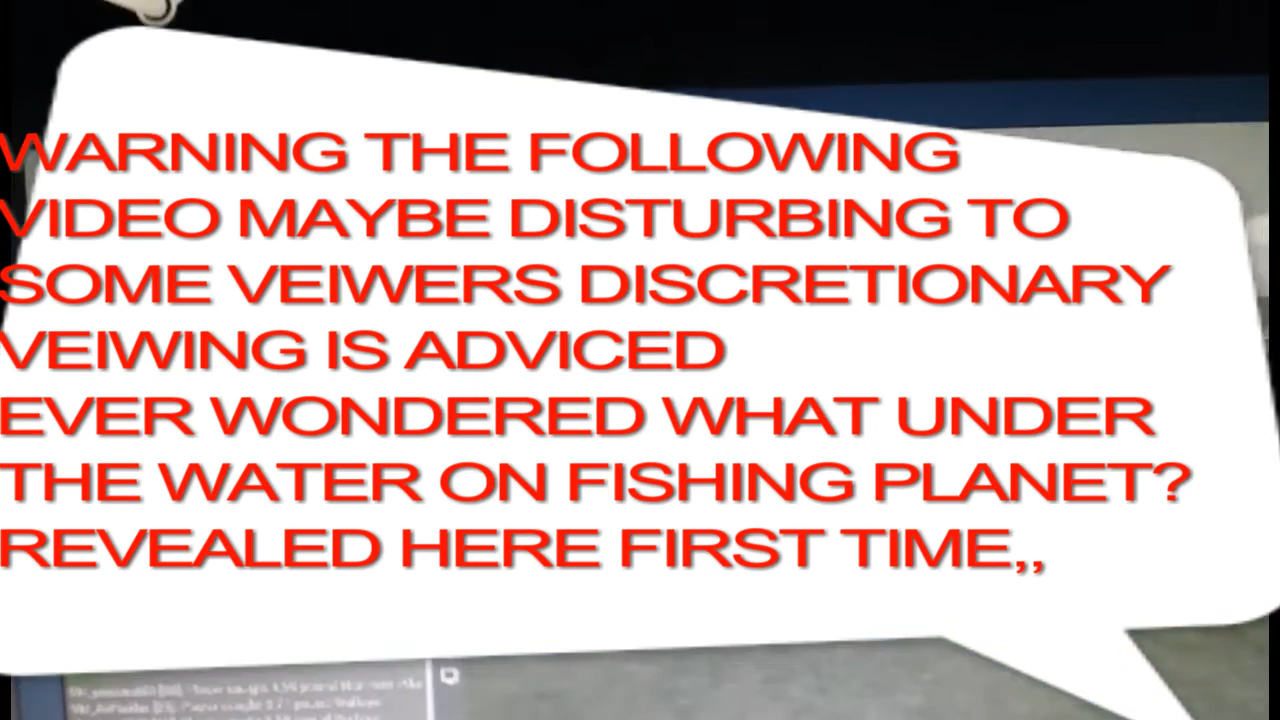 WARNING THE FOLLOWING
VIDEO MAYBE DISTURBING TO
SOME VEIWERS DISCRETIONARY
VEIWING IS ADVICED
EVER WONDERED WHAT UNDER
THE WATER ON FISHING PLANET?
REVEALED HERE FIRST TIME,,